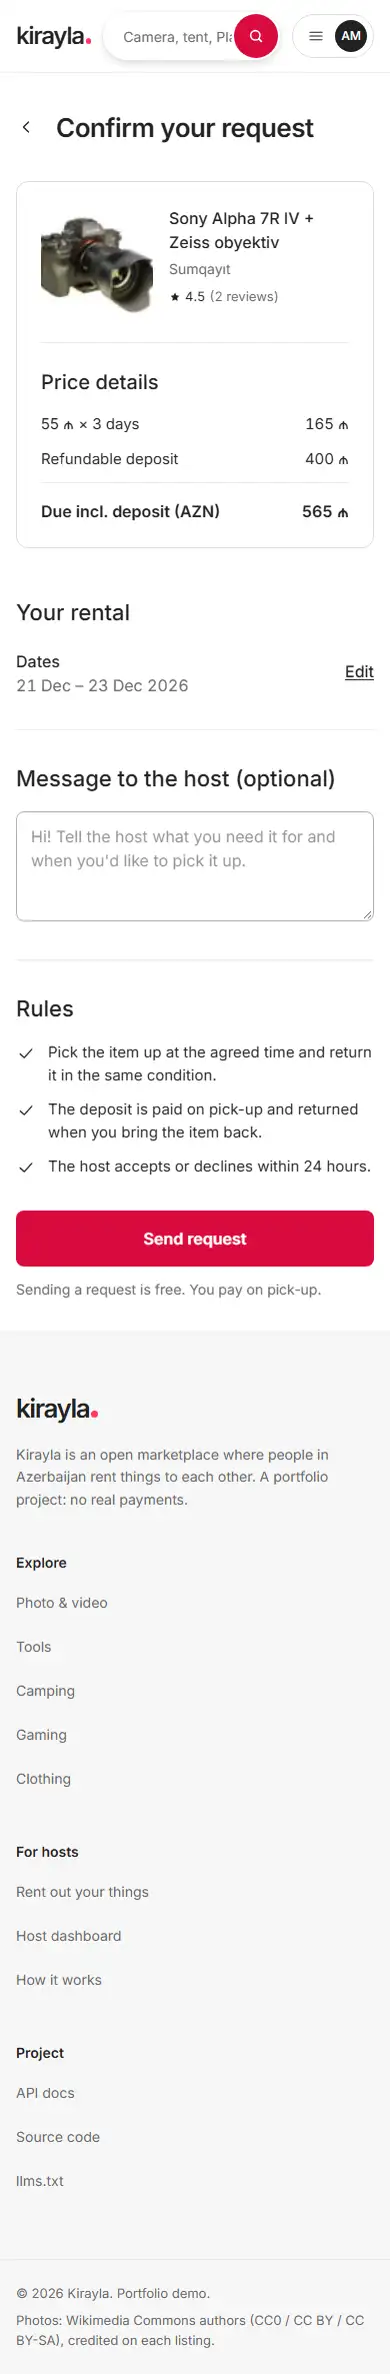 kirayla.
Camera, tent, Pla
AM
Confirm your request
Sony Alpha 7R IV +
Zeiss obyektiv
Sumqayıt
★ 4.5 (2 reviews)
Price details
55 ₼ × 3 days 165 ₼
Refundable deposit 400 ₼
Due incl. deposit (AZN) 565 ₼
Your rental
Dates
21 Dec – 23 Dec 2026
Edit
Message to the host (optional)
Hi! Tell the host what you need it for and
when you'd like to pick it up.
Rules
Pick the item up at the agreed time and return
it in the same condition.
The deposit is paid on pick-up and returned
when you bring the item back.
The host accepts or declines within 24 hours.
Send request
Sending a request is free. You pay on pick-up.
kirayla.
Kirayla is an open marketplace where people in
Azerbaijan rent things to each other. A portfolio
project: no real payments.
Explore
Photo & video
Tools
Camping
Gaming
Clothing
For hosts
Rent out your things
Host dashboard
How it works
Project
API docs
Source code
llms.txt
© 2026 Kirayla. Portfolio demo.
Photos: Wikimedia Commons authors (CC0 / CC BY / CC
BY-SA), credited on each listing.